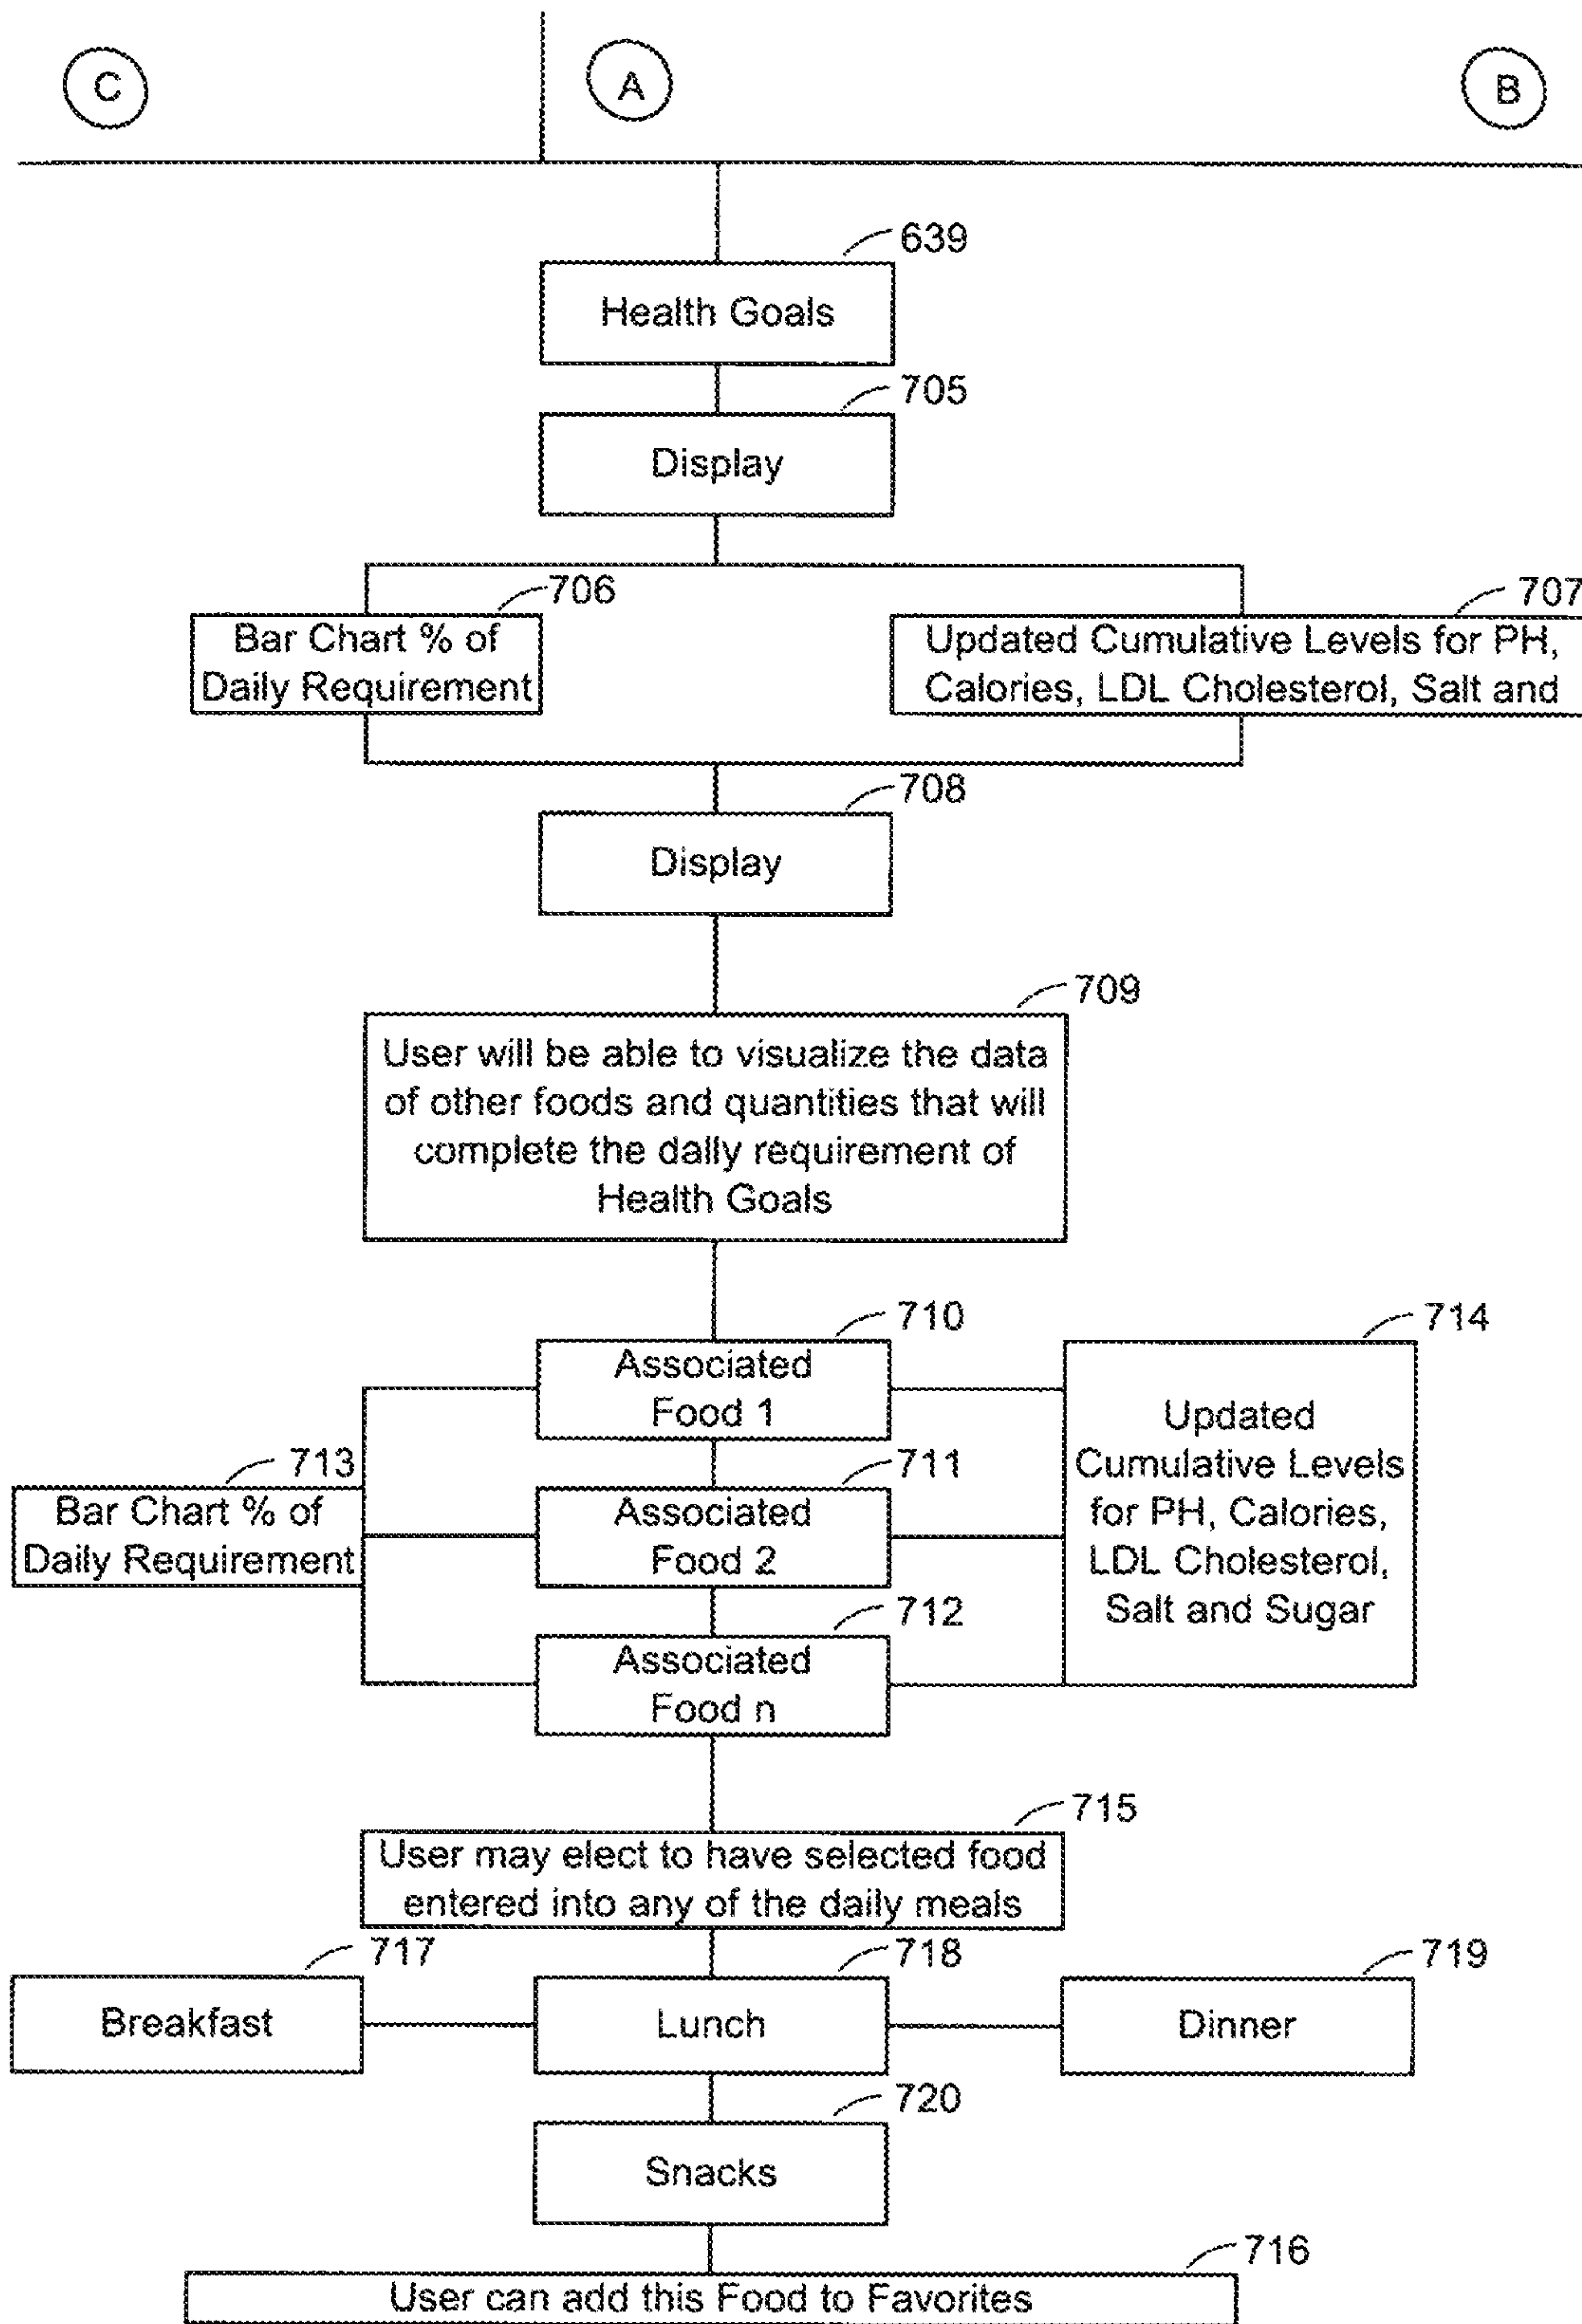 C
A
B
639
Health Goals
705
Display
706
Bar Chart % of
Daily Requirement
707
Updated Cumulative Levels for PH,
Calories, LDL Cholesterol, Salt and
708
Display
709
User will be able to visualize the data
of other foods and quantities that will
complete the daily requirement of
Health Goals
710
Associated
Food 1
711
Associated
Food 2
712
Associated
Food n
713
Bar Chart % of
Daily Requirement
714
Updated
Cumulative Levels
for PH, Calories,
LDL Cholesterol,
Salt and Sugar
715
User may elect to have selected food
entered into any of the daily meals
717
Breakfast
718
Lunch
719
Dinner
720
Snacks
716
User can add this Food to Favorites